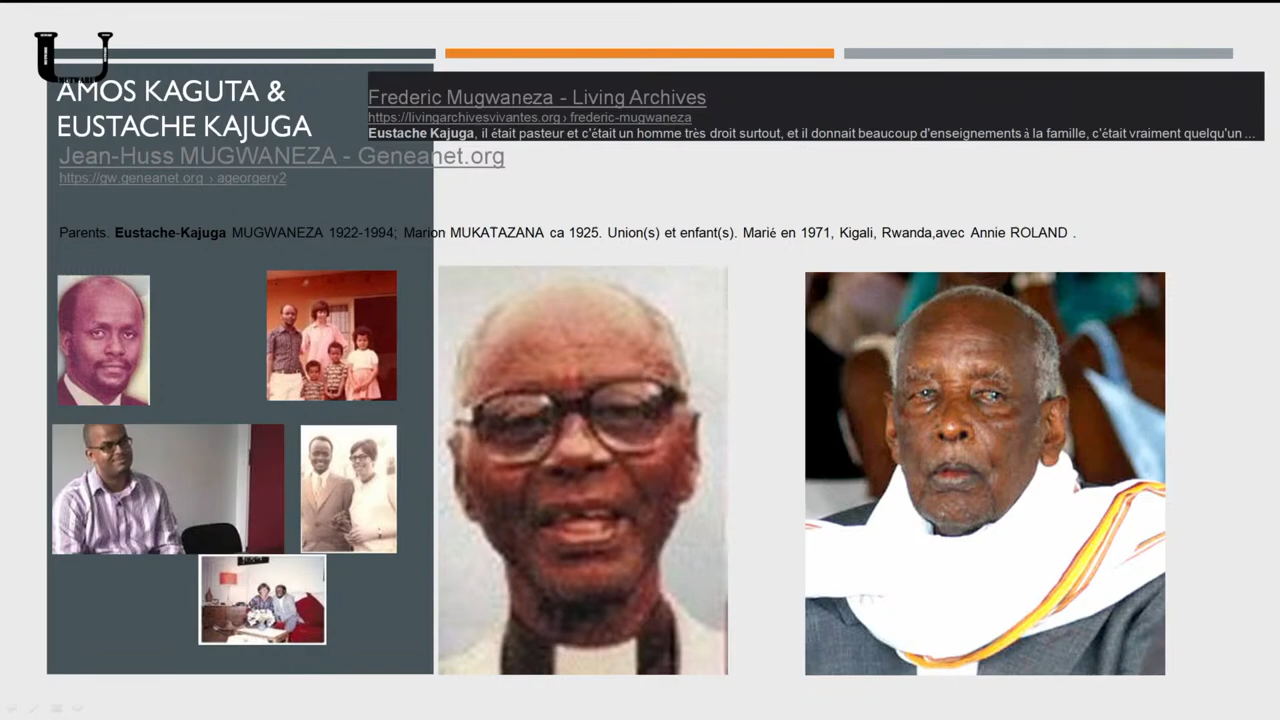 AMOS KAGUTA &
EUSTACHE KAJUGA
Frederic Mugwaneza - Living Archives
https://livingarchivesvivantes.org › frederic-mugwaneza
Eustache Kajuga, il était pasteur et c'était un homme très droit surtout, et il donnait beaucoup d'enseignements à la famille, c'était vraiment quelqu'un ...
Jean-Huss MUGWANEZA - Geneanet.org
https://gw.geneanet.org › ageorgery2
Parents. Eustache-Kajuga MUGWANEZA 1922-1994; Marion MUKATAZANA ca 1925. Union(s) et enfant(s). Marié en 1971, Kigali, Rwanda,avec Annie ROLAND .